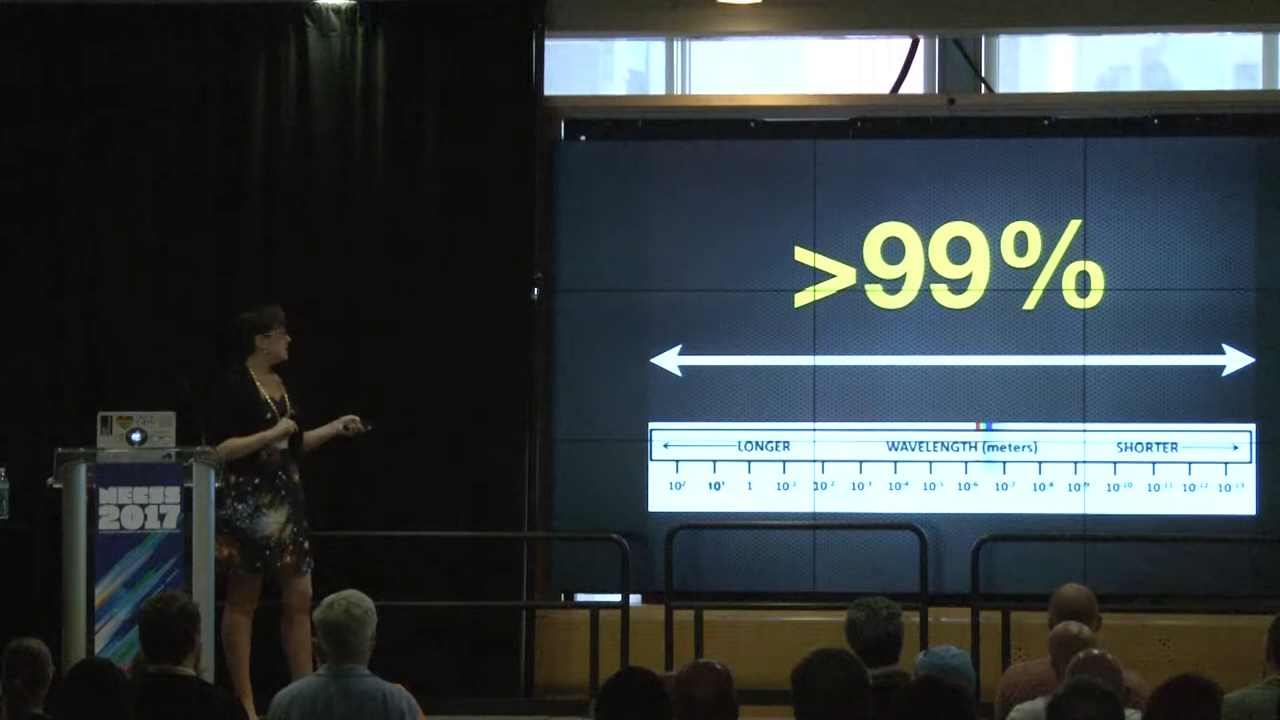 >99%
LONGER WAVELENGTH (meters) SHORTER
10² 10¹ 1 10⁻¹ 10⁻² 10⁻³ 10⁻⁴ 10⁻⁵ 10⁻⁶ 10⁻⁷ 10⁻⁸ 10⁻⁹ 10⁻¹⁰ 10⁻¹¹ 10⁻¹² 10⁻¹³
NECSS
2017